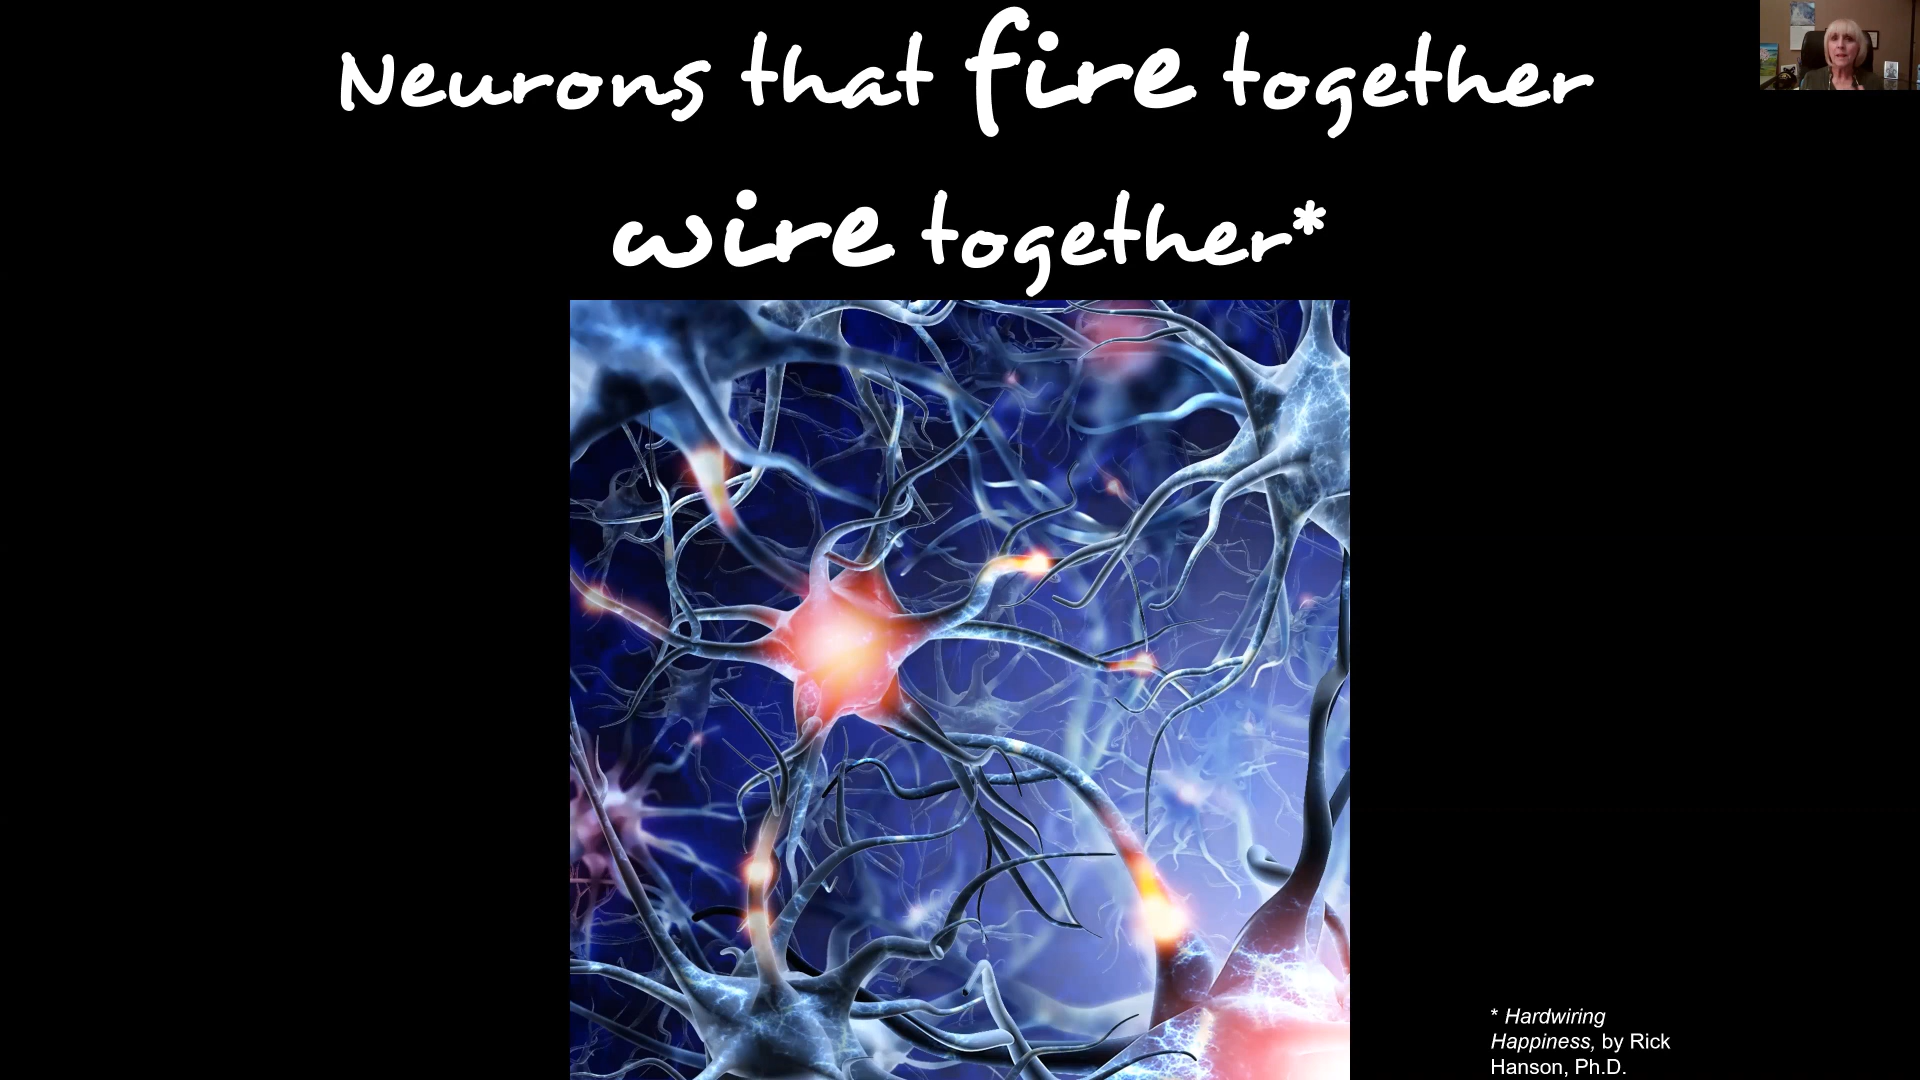 Neurons that fire together
wire together*
* Hardwiring
Happiness, by Rick
Hanson, Ph.D.